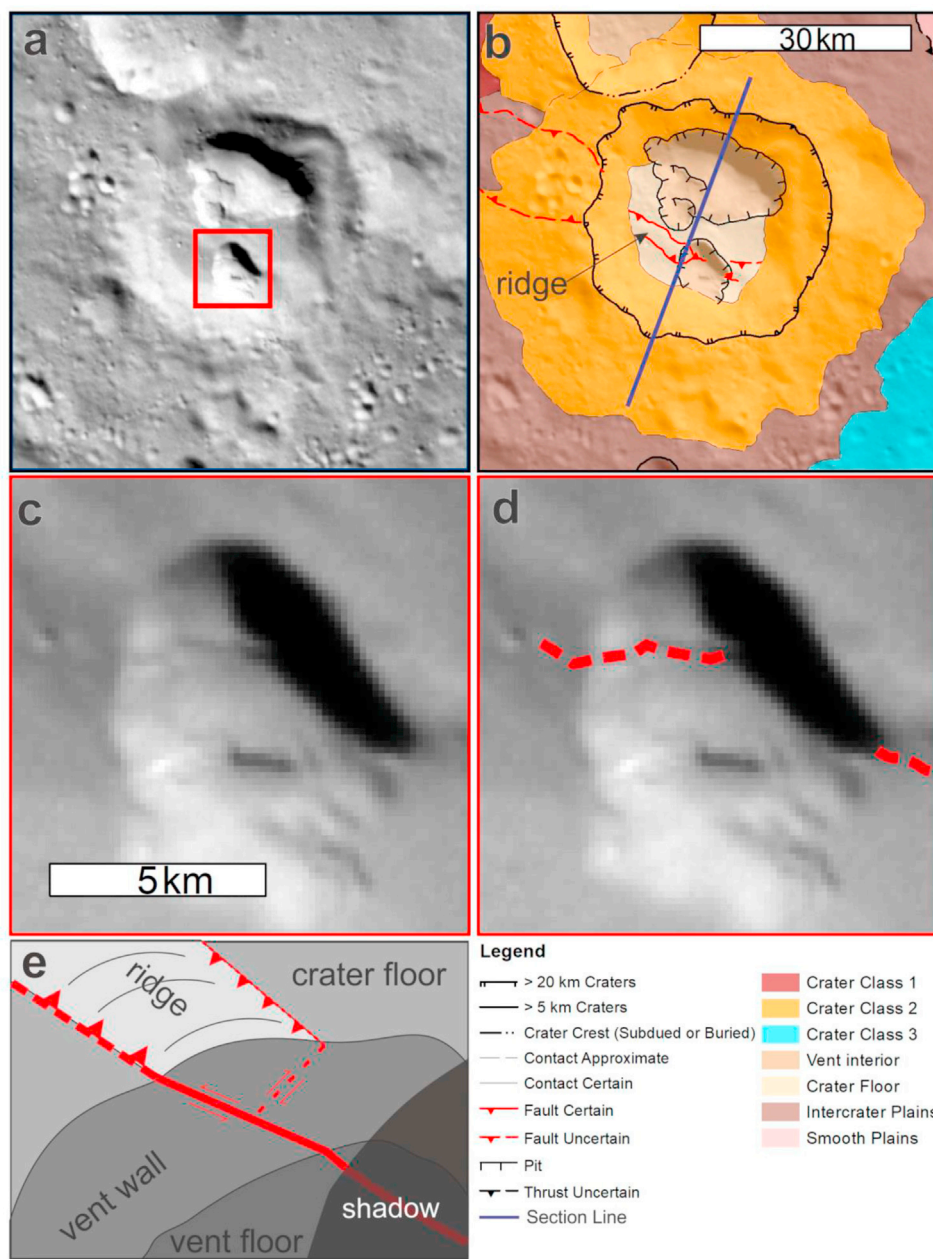 a
b
30 km
ridge
c
5 km
d
e
ridge
crater floor
vent wall
vent floor
shadow
Legend
> 20 km Craters
> 5 km Craters
Crater Crest (Subdued or Buried)
Contact Approximate
Contact Certain
Fault Certain
Fault Uncertain
Pit
Thrust Uncertain
Section Line
Crater Class 1
Crater Class 2
Crater Class 3
Vent interior
Crater Floor
Intercrater Plains
Smooth Plains